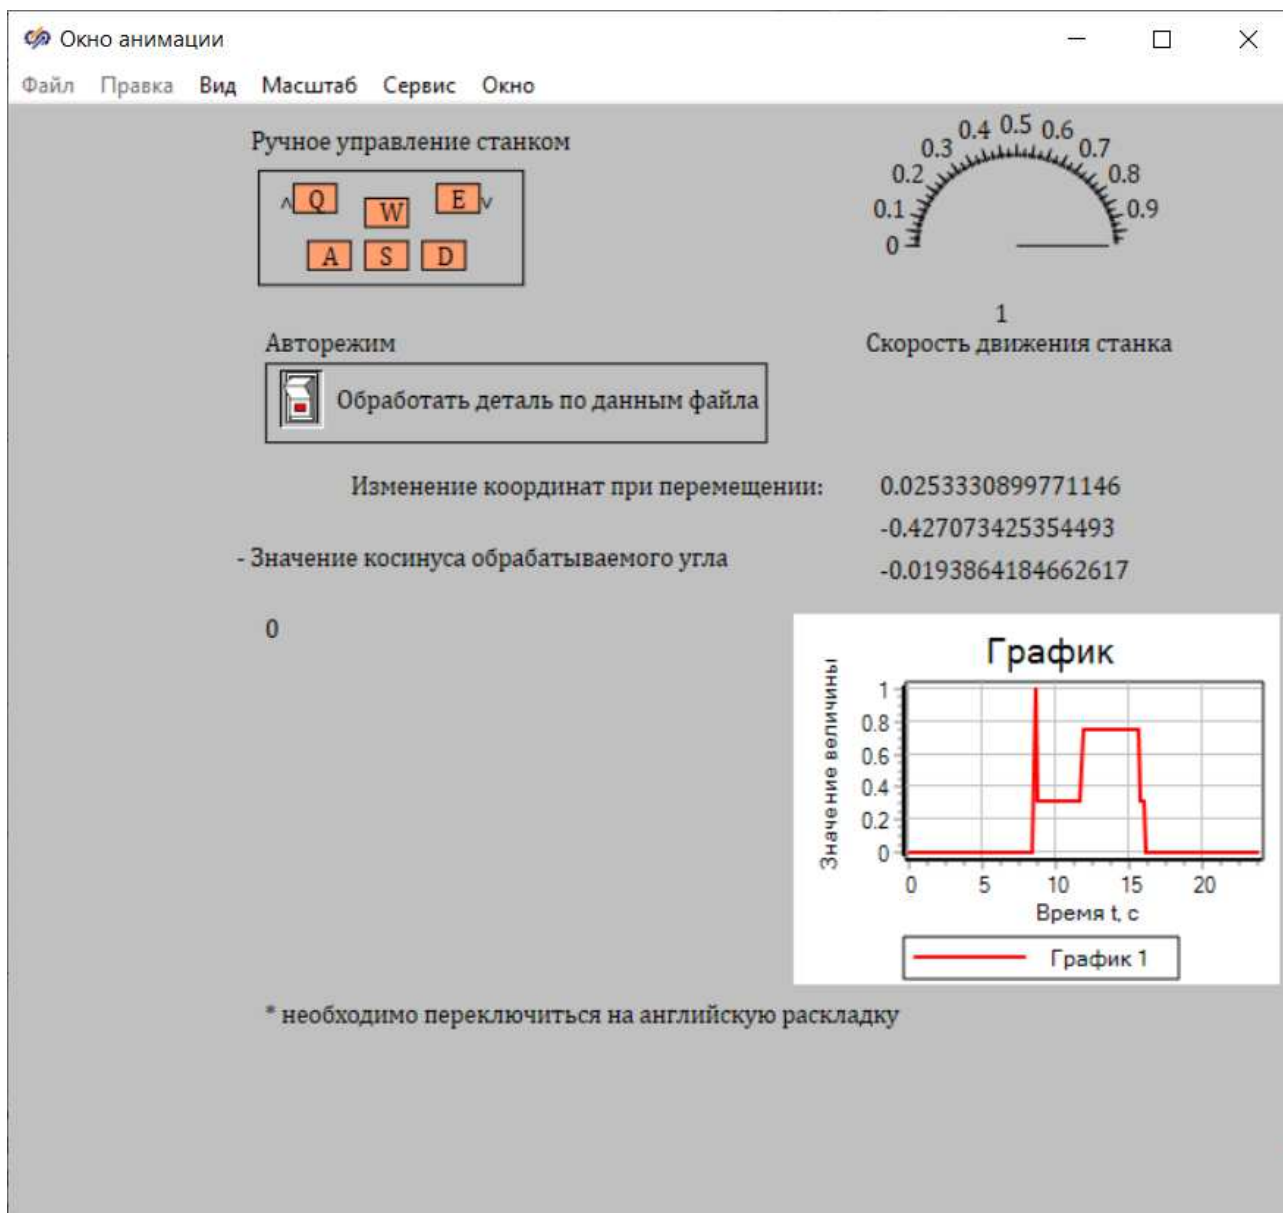 Окно анимации
Файл Правка Вид Масштаб Сервис Окно
Ручное управление станком
^ Q W E v
A S D
0 0.1 0.2 0.3 0.4 0.5 0.6 0.7 0.8 0.9
1
Скорость движения станка
Авторежим
Обработать деталь по данным файла
Изменение координат при перемещении: 0.0253330899771146
-0.427073425354493
- Значение косинуса обрабатываемого угла
-0.0193864184662617
0
График
Значение величины
1
0.8
0.6
0.4
0.2
0
0 5 10 15 20
Время t, с
График 1
* необходимо переключиться на английскую раскладку